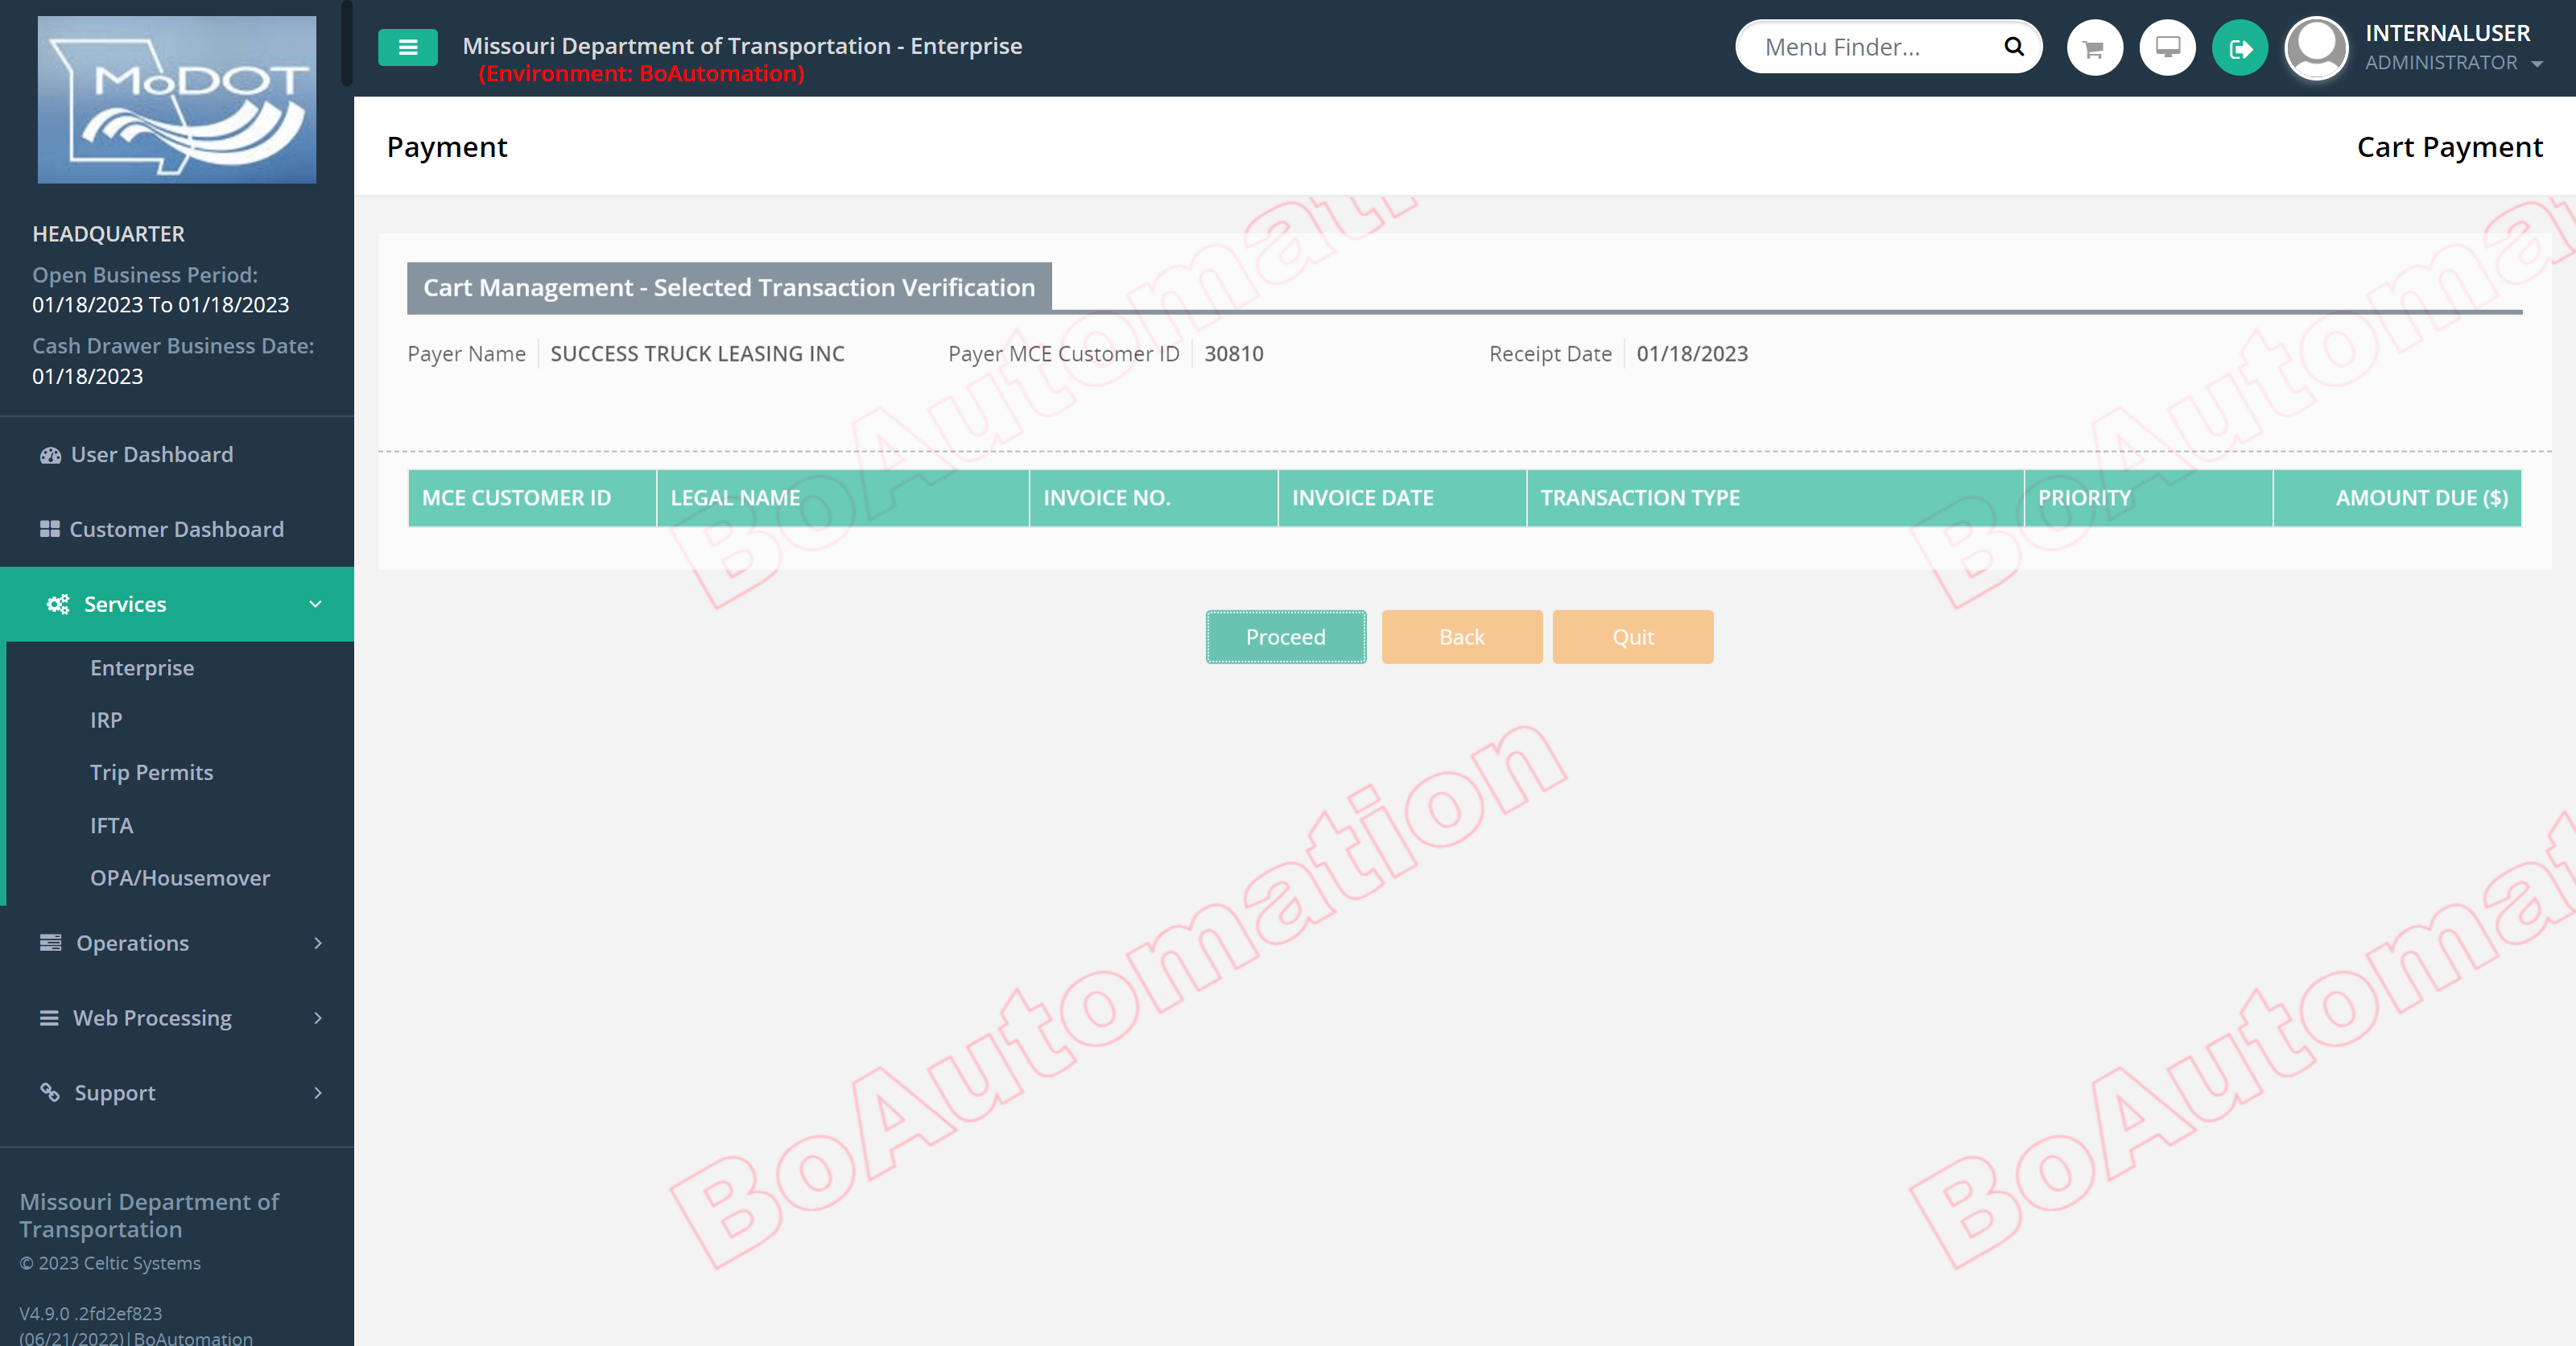 MoDOT
Missouri Department of Transportation - Enterprise
(Environment: BoAutomation)
Menu Finder...
INTERNALUSER
ADMINISTRATOR
HEADQUARTER
Open Business Period:
01/18/2023 To 01/18/2023
Cash Drawer Business Date:
01/18/2023
User Dashboard
Customer Dashboard
Services
Enterprise
IRP
Trip Permits
IFTA
OPA/Housemover
Operations
Web Processing
Support
Missouri Department of
Transportation
© 2023 Celtic Systems
V4.9.0 .2fd2ef823
(06/21/2022)|BoAutomation
Payment
Cart Payment
Cart Management - Selected Transaction Verification
Payer Name SUCCESS TRUCK LEASING INC Payer MCE Customer ID 30810 Receipt Date 01/18/2023
MCE CUSTOMER ID LEGAL NAME INVOICE NO. INVOICE DATE TRANSACTION TYPE PRIORITY AMOUNT DUE ($)
Proceed Back Quit
BoAutomati
BoAutomat
BoAutomation
BoAutomat